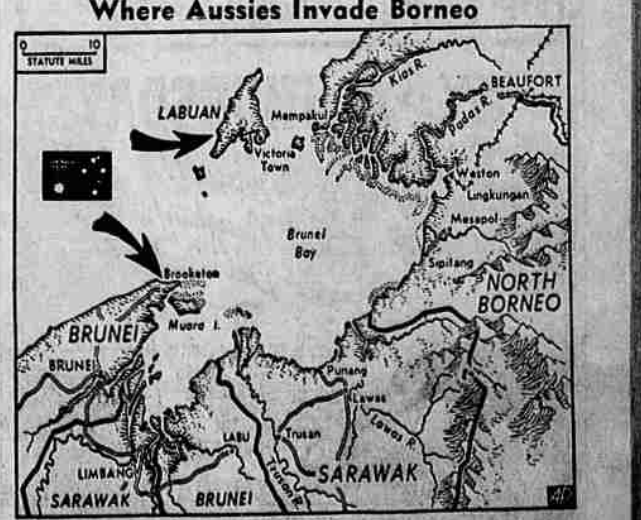 Where Aussies Invade Borneo
0 10
STATUTE MILES
LABUAN
Mempakul
Klas R.
BEAUFORT
Padas R.
Victoria
Town
Weston
Lingkungan
Mesapol
Brunei
Bay
Sipitang
Brooketon
NORTH
BORNEO
Muara I.
BRUNEI
BRUNEI
Punang
Lawas
Lawas R.
LABU
Trusan
Trusan R.
LIMBANG
SARAWAK
SARAWAK
BRUNEI
AP